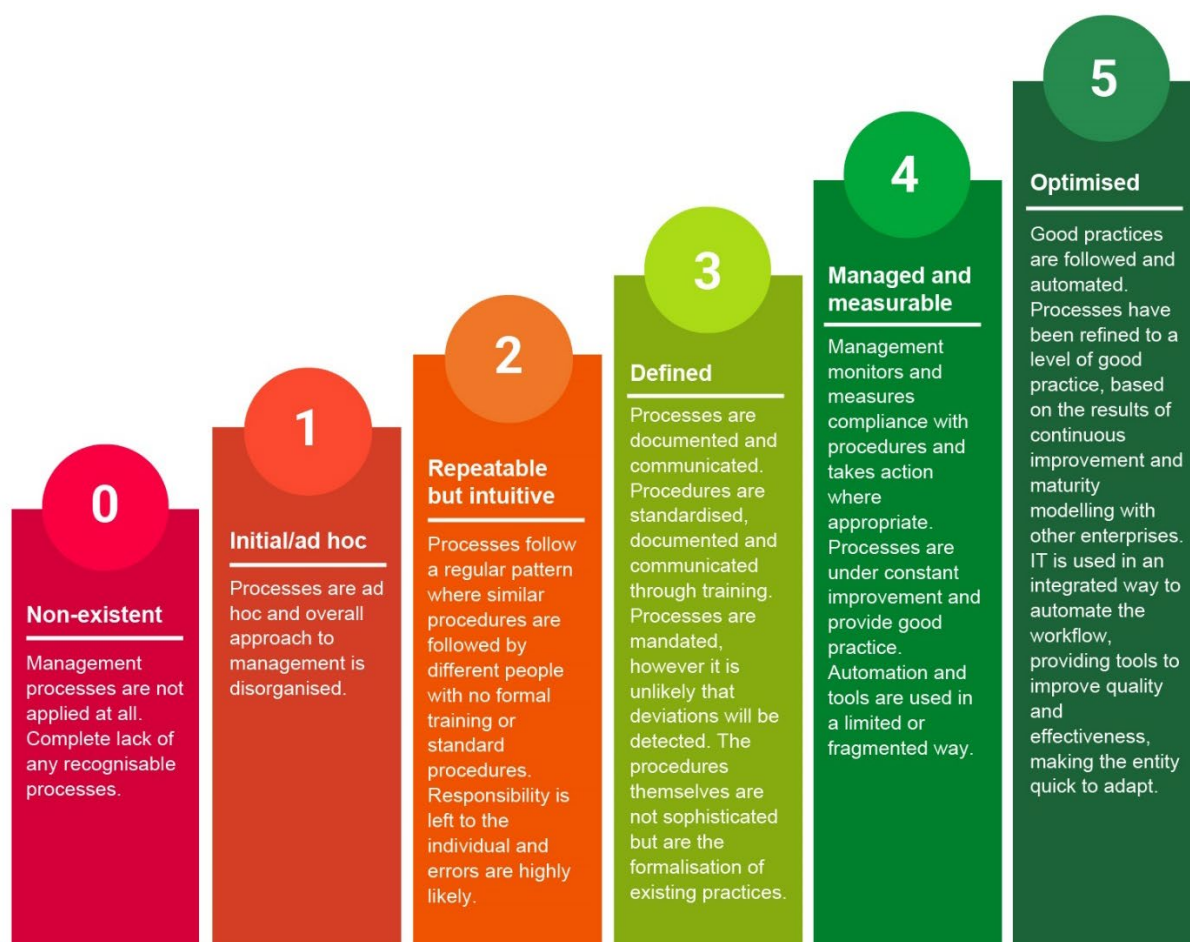 0
Non-existent
Management
processes are not
applied at all.
Complete lack of
any recognisable
processes.
1
Initial/ad hoc
Processes are ad
hoc and overall
approach to
management is
disorganised.
2
Repeatable
but intuitive
Processes follow
a regular pattern
where similar
procedures are
followed by
different people
with no formal
training or
standard
procedures.
Responsibility is
left to the
individual and
errors are highly
likely.
3
Defined
Processes are
documented and
communicated.
Procedures are
standardised,
documented and
communicated
through training.
Processes are
mandated,
however it is
unlikely that
deviations will be
detected. The
procedures
themselves are
not sophisticated
but are the
formalisation of
existing practices.
4
Managed and
measurable
Management
monitors and
measures
compliance with
procedures and
takes action
where
appropriate.
Processes are
under constant
improvement and
provide good
practice.
Automation and
tools are used in
a limited or
fragmented way.
5
Optimised
Good practices
are followed and
automated.
Processes have
been refined to a
level of good
practice, based
on the results of
continuous
improvement and
maturity
modelling with
other enterprises.
IT is used in an
integrated way to
automate the
workflow,
providing tools to
improve quality
and
effectiveness,
making the entity
quick to adapt.